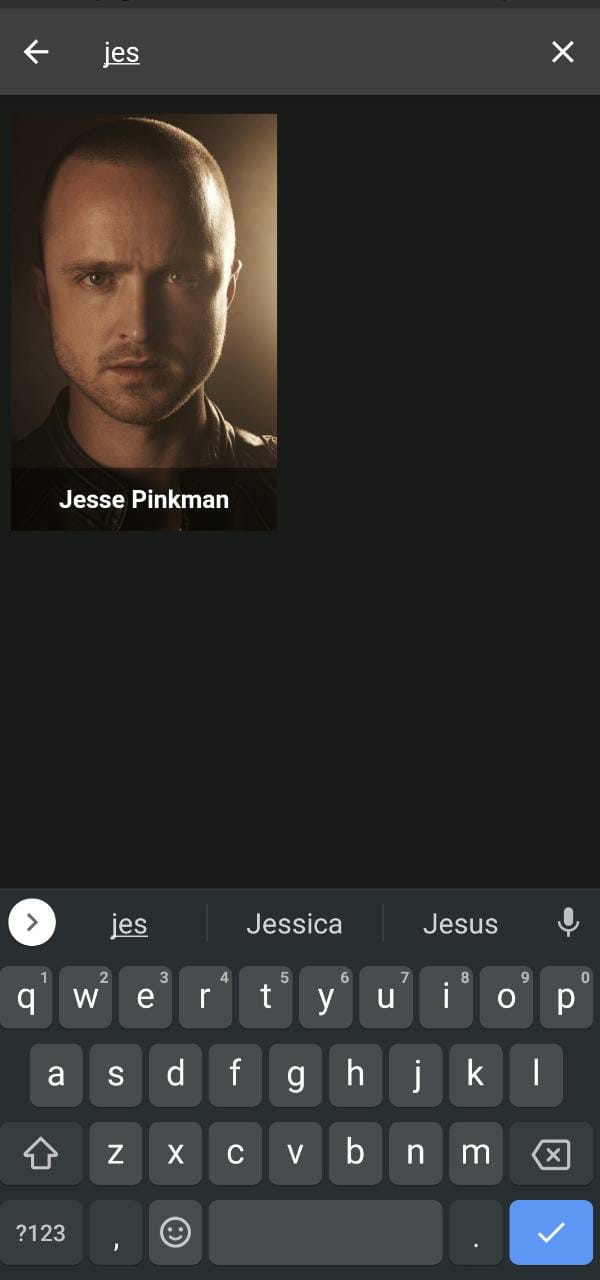 jes
Jesse Pinkman
jes Jessica Jesus
1 2 3 4 5 6 7 8 9 0
q w e r t y u i o p
a s d f g h j k l
z x c v b n m
?123 , .